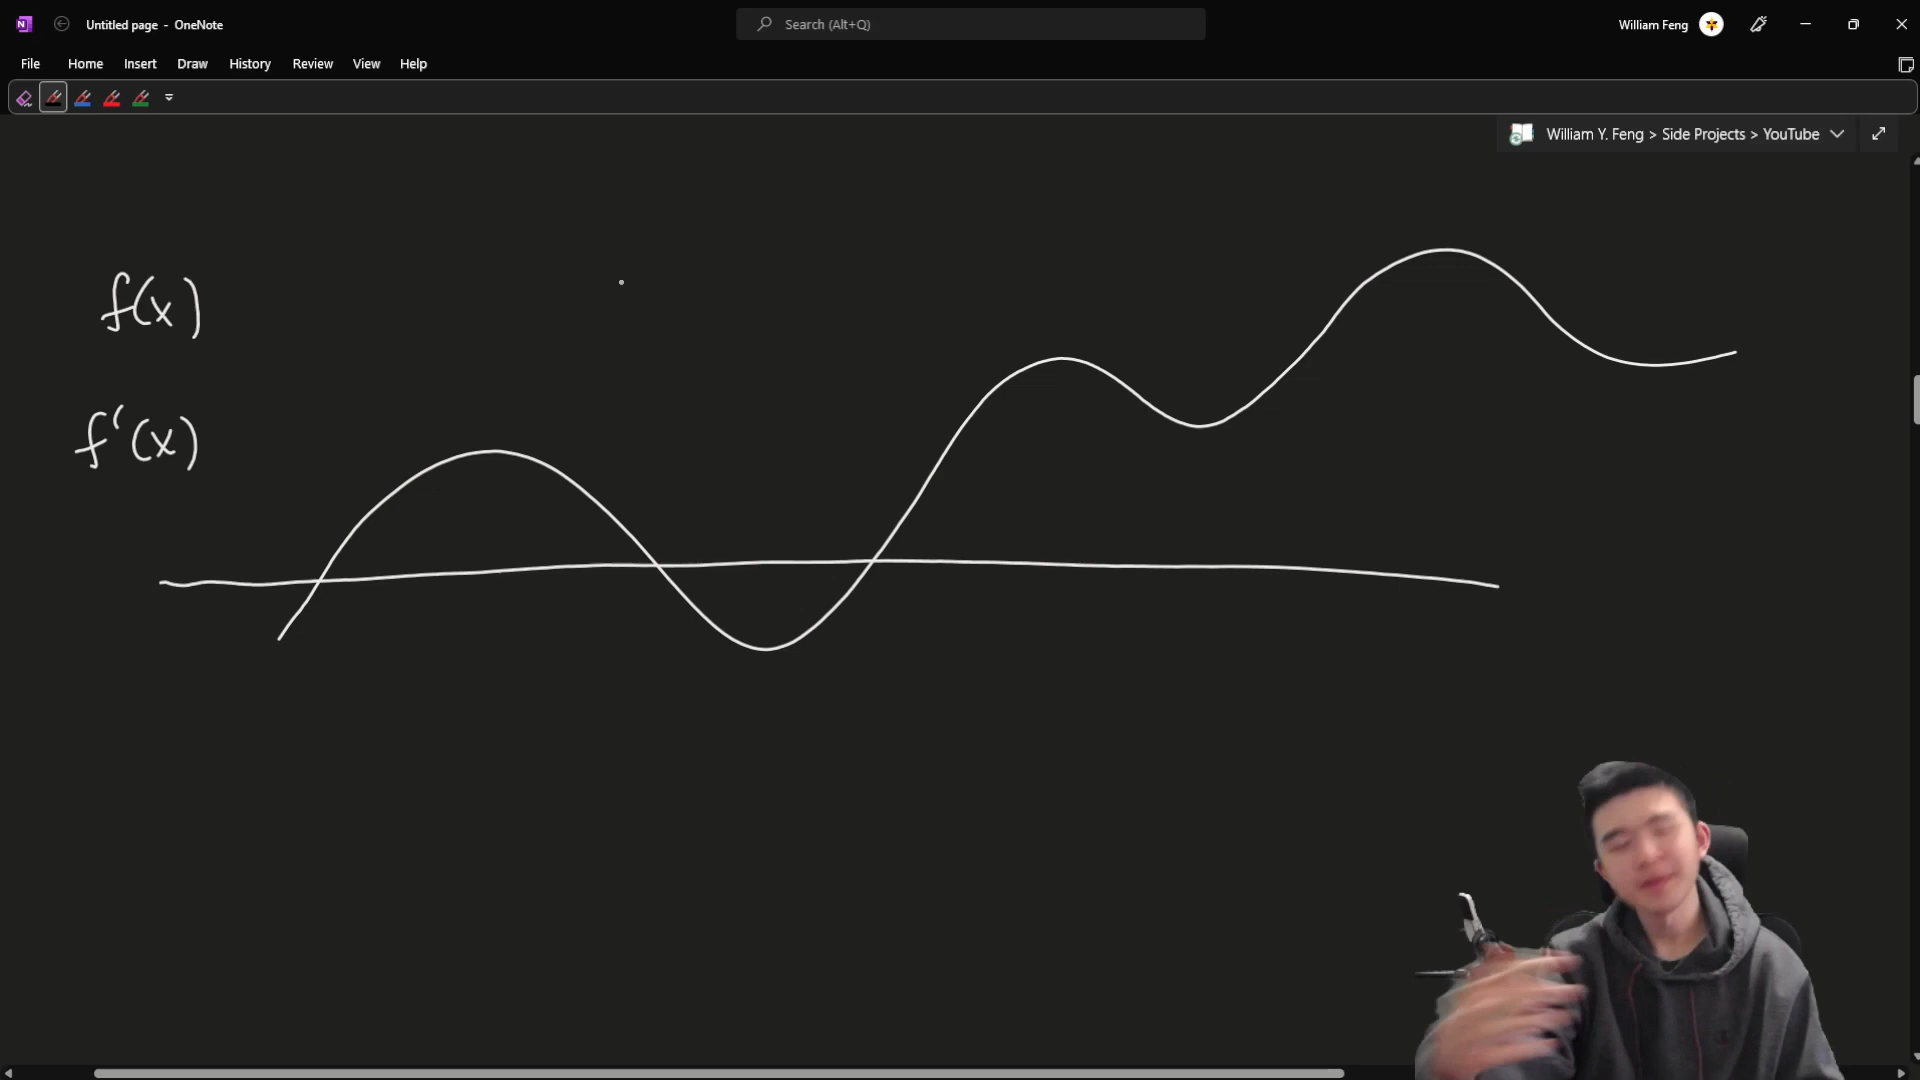 Untitled page - OneNote
Search (Alt+Q)
William Feng
File Home Insert Draw History Review View Help
William Y. Feng > Side Projects > YouTube
f(x)
f'(x)